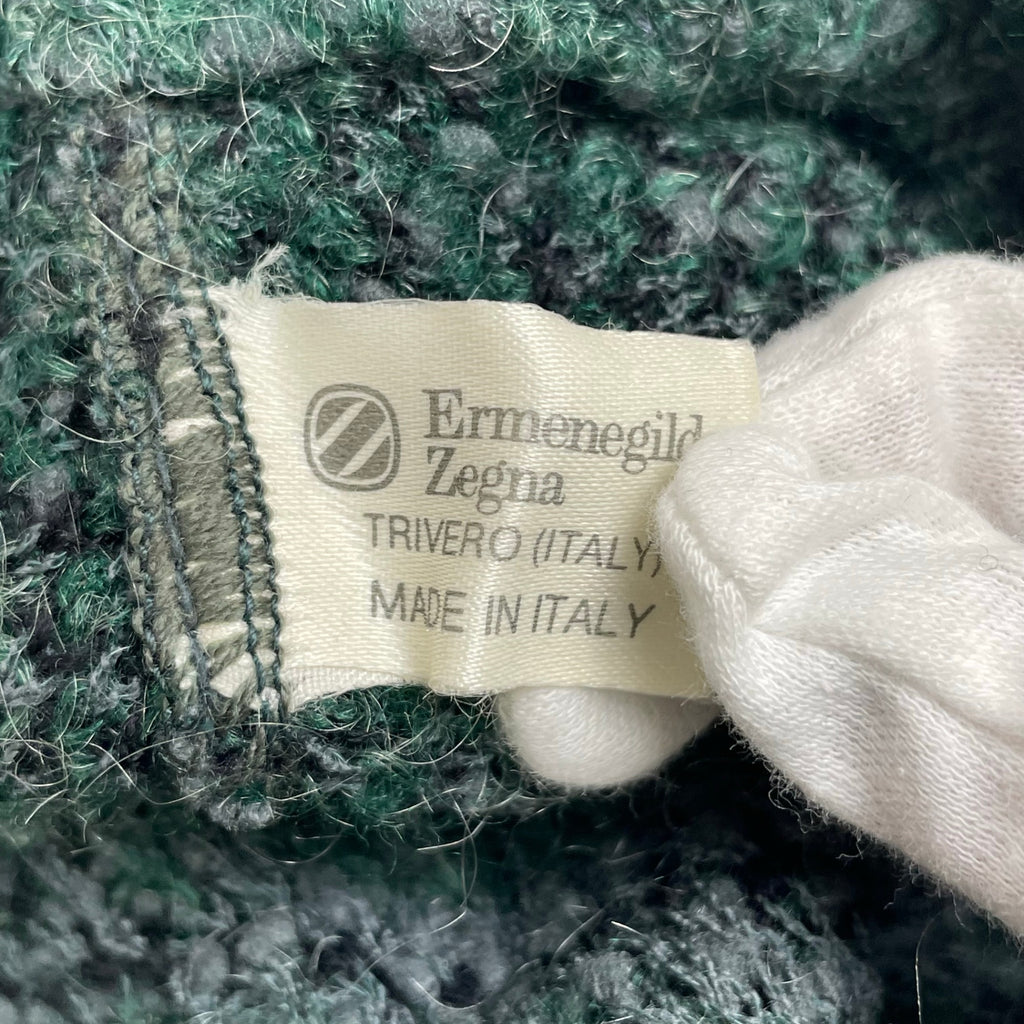 Ermenegild
Zegna
TRIVERO (ITALY)
MADE IN ITALY